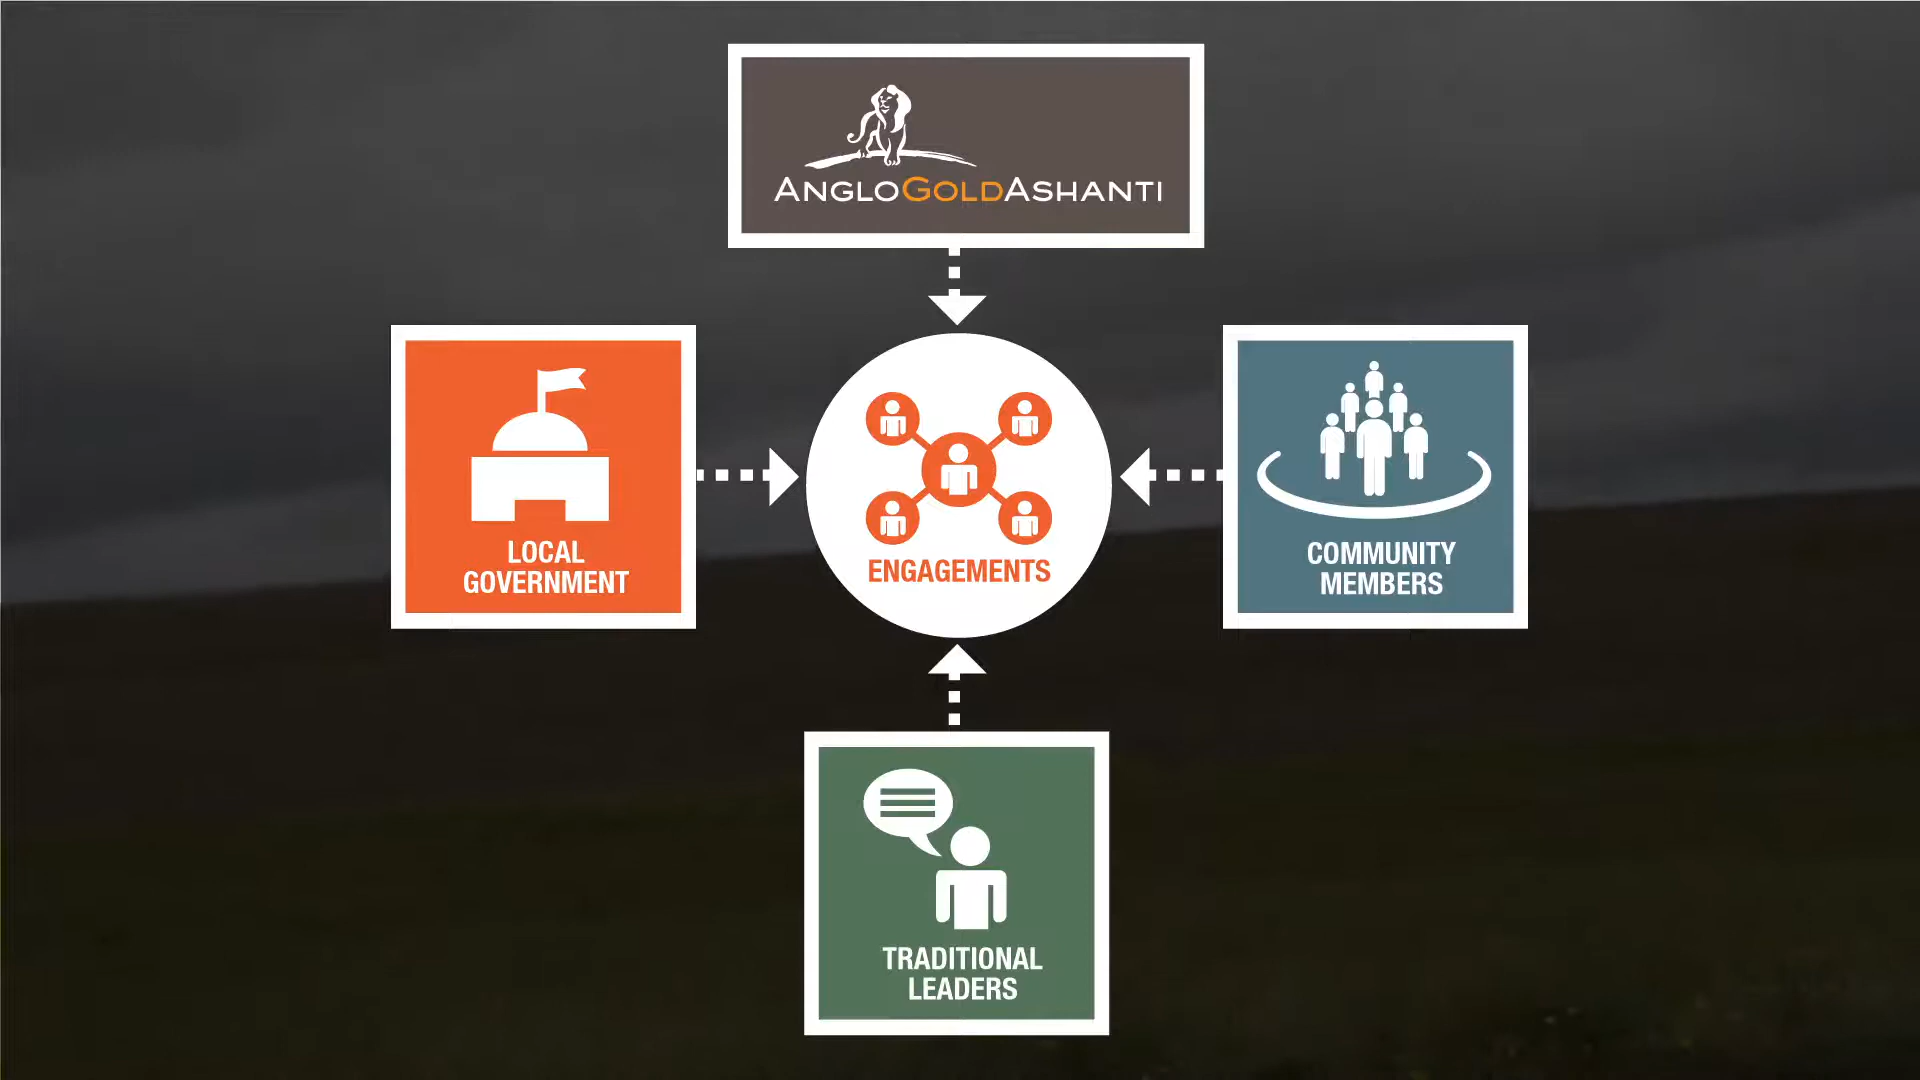 ANGLOGOLDASHANTI
LOCAL
GOVERNMENT
ENGAGEMENTS
COMMUNITY
MEMBERS
TRADITIONAL
LEADERS